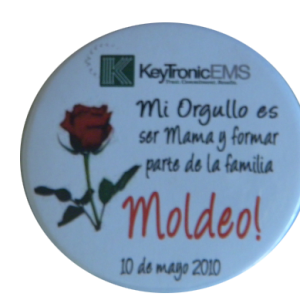 KeyTronicEMS
Mi Orgullo es
ser Mama y formar
parte de la familia
Moldeo!
10 de mayo 2010